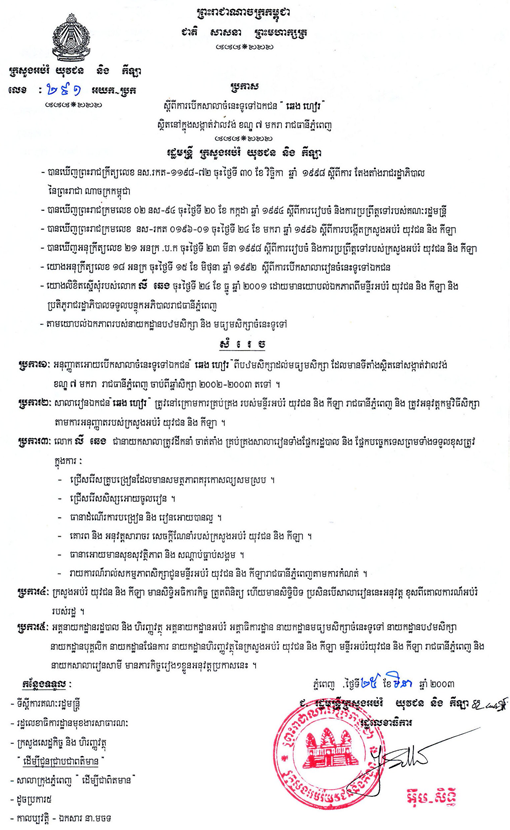 ព្រះរាជាណាចក្រកម្ពុជា
ជាតិ សាសនា ព្រះមហាក្សត្រ
ក្រសួងអប់រំ យុវជន និង កីឡា
លេខ : ២៥១ អយក.ប្រក
ប្រកាស
ស្តីពីការបើកសាលាចំនេះទូទៅឯកជន " ឆេង ហៀរ "
ស្ថិតនៅក្នុងសង្កាត់វាលវង់ ខណ្ឌ ៧ មករា រាជធានីភ្នំពេញ
រដ្ឋមន្ត្រី ក្រសួងអប់រំ យុវជន និង កីឡា
- បានឃើញព្រះរាជក្រឹត្យលេខ នស.រកត-១១៩៨-៧២ ចុះថ្ងៃទី ៣០ ខែ វិច្ឆិកា ឆ្នាំ ១៩៩៨ ស្តីពីការ តែងតាំងរាជរដ្ឋាភិបាល
នៃព្រះរាជា ណាចក្រកម្ពុជា
- បានឃើញព្រះរាជក្រមលេខ ០២ នស-៩៤ ចុះថ្ងៃទី ២០ ខែ កក្កដា ឆ្នាំ ១៩៩៤ ស្តីពីការរៀបចំ និងការប្រព្រឹត្តទៅរបស់គណៈរដ្ឋមន្ត្រី
- បានឃើញព្រះរាជក្រមលេខ នស-រកត ០១៩៦-០១ ចុះថ្ងៃទី ២៤ ខែ មករា ឆ្នាំ ១៩៩៦ ស្តីពីការបង្កើតក្រសួងអប់រំ យុវជន និង កីឡា
- បានឃើញអនុក្រឹត្យលេខ ២១ អនក្រ .ប.ក ចុះថ្ងៃទី ២៣ មីនា ១៩៩៨ ស្តីពីការរៀបចំ និងការប្រព្រឹត្តទៅរបស់ក្រសួងអប់រំ យុវជន និង កីឡា
- យោងអនុក្រឹត្យលេខ ១៨ អនក្រ ចុះថ្ងៃទី ១៥ ខែ មិថុនា ឆ្នាំ ១៩៩២ ស្តីពីការបើកសាលារៀនចំនេះទូទៅឯកជន
- យោងលិខិតស្នើសុំរបស់លោក លី ឆេង ចុះថ្ងៃទី ២៤ ខែ ធ្នូ ឆ្នាំ ២០០១ ដោយមានយោបល់ឯកភាពពីមន្ទីរអប់រំ យុវជន និង កីឡា និង
ប្រតិភូរាជរដ្ឋាភិបាលទទួលបន្ទុកអភិបាលរាជធានីភ្នំពេញ
- តាមយោបល់ឯកភាពរបស់នាយកដ្ឋានបឋមសិក្សា និង មធ្យមសិក្សាចំនេះទូទៅ
សំរេច
ប្រការ១: អនុញ្ញាតអោយបើកសាលាចំនេះទូទៅឯកជន "ឆេង ហៀរ" ពីបឋមសិក្សាដល់មធ្យមសិក្សា ដែលមានទីតាំងស្ថិតនៅសង្កាត់វាលវង់
ខណ្ឌ ៧ មករា រាជធានីភ្នំពេញ ចាប់ពីឆ្នាំសិក្សា ២០០២-២០០៣ តទៅ ។
ប្រការ២: សាលារៀនឯកជន "ឆេង ហៀរ" ត្រូវនៅក្រោមការគ្រប់គ្រង របស់មន្ទីរអប់រំ យុវជន និង កីឡា រាជធានីភ្នំពេញ និង ត្រូវអនុវត្តកម្មវិធីសិក្សា
តាមការអនុញ្ញាតរបស់ក្រសួងអប់រំ យុវជន និង កីឡា ។
ប្រការ៣: លោក លី ឆេង ជានាយកសាលាត្រូវដឹកនាំ ចាត់តាំង គ្រប់គ្រងសាលារៀនទាំងផ្នែករដ្ឋបាល និង ផ្នែកបច្ចេកទេសព្រមទាំងទទួលខុសត្រូវ
ក្នុងការ :
- ជ្រើសរើសគ្រូបង្រៀនដែលមានសមត្ថភាពគរុកោសល្យសមស្រប ។
- ជ្រើសរើសសិស្សអោយចូលរៀន ។
- ធានាដំណើរការបង្រៀន និង រៀនអោយបានល្អ ។
- គោរព និង អនុវត្តសារាចរ សេចក្តីណែនាំរបស់ក្រសួងអប់រំ យុវជន និង កីឡា ។
- ធានាអោយមានសុខសុវត្ថិភាព និង សណ្តាប់ធ្នាប់សង្គម ។
- រាយការណ៍រាល់សកម្មភាពសិក្សាជូនមន្ទីរអប់រំ យុវជន និង កីឡារាជធានីភ្នំពេញតាមការកំណត់ ។
ប្រការ៤: ក្រសួងអប់រំ យុវជន និង កីឡា មានសិទ្ធិអធិការកិច្ច ត្រួតពិនិត្យ ហើយមានសិទ្ធិបិទ ប្រសិនបើសាលារៀននេះអនុវត្ត ខុសពីគោលការណ៍អប់រំ
របស់រដ្ឋ ។
ប្រការ៥: អគ្គនាយកដ្ឋានរដ្ឋបាល និង ហិរញ្ញវត្ថុ អគ្គនាយកដ្ឋានអប់រំ អគ្គាធិការដ្ឋាន នាយកដ្ឋានមធ្យមសិក្សាចំនេះទូទៅ នាយកដ្ឋានបឋមសិក្សា
នាយកដ្ឋានបុគ្គលិក នាយកដ្ឋានផែនការ នាយកដ្ឋានហិរញ្ញវត្ថុនៃក្រសួងអប់រំ យុវជន និង កីឡា មន្ទីរអប់រំយុវជន និង កីឡារាជធានីភ្នំពេញ និង
នាយកសាលារៀនសាមី មានភារកិច្ចរៀងៗខ្លួនអនុវត្តប្រកាសនេះ ។
កន្លែងទទួល :
- ទីស្តីការគណៈរដ្ឋមន្ត្រី
- រដ្ឋលេខាធិការដ្ឋានមុខងារសាធារណៈ
- ក្រសួងសេដ្ឋកិច្ច និង ហិរញ្ញវត្ថុ
" ដើម្បីជូនជ្រាបជាពត៌មាន "
- សាលាក្រុងភ្នំពេញ " ដើម្បីជាពិតមាន "
- ដូចប្រការ៥
- កាលប្បវត្តិ - ឯកសារ នា.មចទ
ភ្នំពេញ .ថ្ងៃទី ២៥ ខែ មីនា ឆ្នាំ ២០០៣
ជ. រដ្ឋមន្ត្រីក្រសួងអប់រំ យុវជន និង កីឡា
រដ្ឋលេខាធិការ
អ៊ឹម-សិទ្ធី